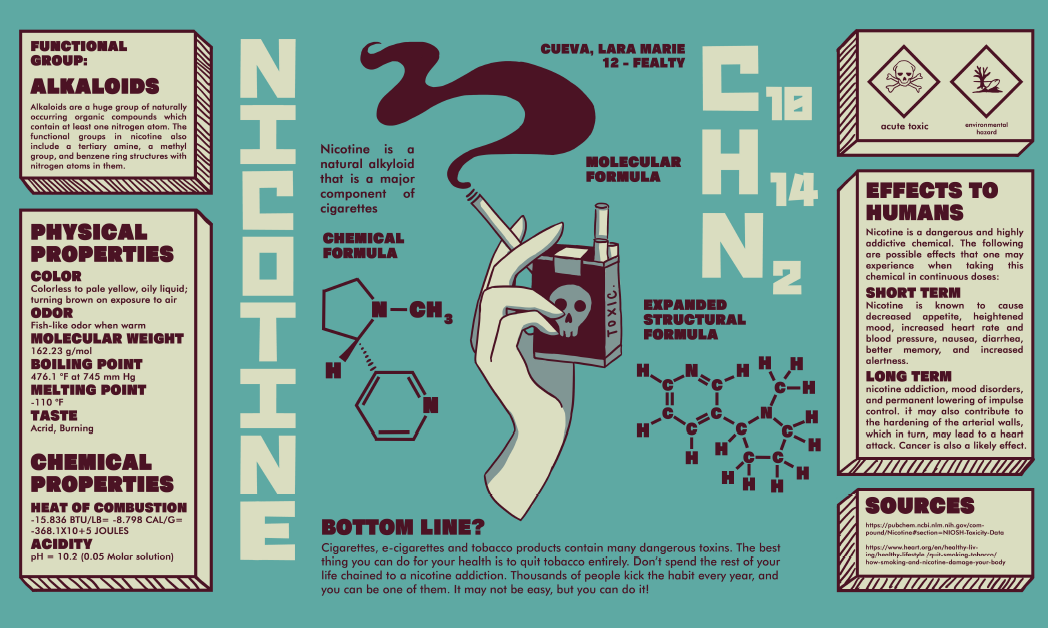 FUNCTIONAL
GROUP:
ALKALOIDS
Alkaloids are a huge group of naturally
occurring organic compounds which
contain at least one nitrogen atom. The
functional groups in nicotine also
include a tertiary amine, a methyl
group, and benzene ring structures with
nitrogen atoms in them.
PHYSICAL
PROPERTIES
COLOR
Colorless to pale yellow, oily liquid;
turning brown on exposure to air
ODOR
Fish-like odor when warm
MOLECULAR WEIGHT
162.23 g/mol
BOILING POINT
476.1 °F at 745 mm Hg
MELTING POINT
-110 °F
TASTE
Acrid, Burning
CHEMICAL
PROPERTIES
HEAT OF COMBUSTION
-15.836 BTU/LB= -8.798 CAL/G=
-368.1X10+5 JOULES
ACIDITY
pH = 10.2 (0.05 Molar solution)
NICOTINE
CUEVA, LARA MARIE
12 - FEALTY
Nicotine is a
natural alkyloid
that is a major
component of
cigarettes
CHEMICAL
FORMULA
N-CH3
H
N
TOXIC.
MOLECULAR
FORMULA
C10
H14
N2
EXPANDED
STRUCTURAL
FORMULA
H H
H N H C H
C C H
C C N H
H C C C H
H H C C H
H H H
BOTTOM LINE?
Cigarettes, e-cigarettes and tobacco products contain many dangerous toxins. The best
thing you can do for your health is to quit tobacco entirely. Don't spend the rest of your
life chained to a nicotine addiction. Thousands of people kick the habit every year, and
you can be one of them. It may not be easy, but you can do it!
acute toxic
environmental
hazard
EFFECTS TO
HUMANS
Nicotine is a dangerous and highly
addictive chemical. The following
are possible effects that one may
experience when taking this
chemical in continuous doses:
SHORT TERM
Nicotine is known to cause
decreased appetite, heightened
mood, increased heart rate and
blood pressure, nausea, diarrhea,
better memory, and increased
alertness.
LONG TERM
nicotine addiction, mood disorders,
and permanent lowering of impulse
control. it may also contribute to
the hardening of the arterial walls,
which in turn, may lead to a heart
attack. Cancer is also a likely effect.
SOURCES
https://pubchem.ncbi.nlm.nih.gov/com-
pound/Nicotine#section=NIOSH-Toxicity-Data
https://www.heart.org/en/healthy-liv-
ing/healthy-lifestyle /quit-smoking-tobacco/
how-smoking-and-nicotine-damage-your-body